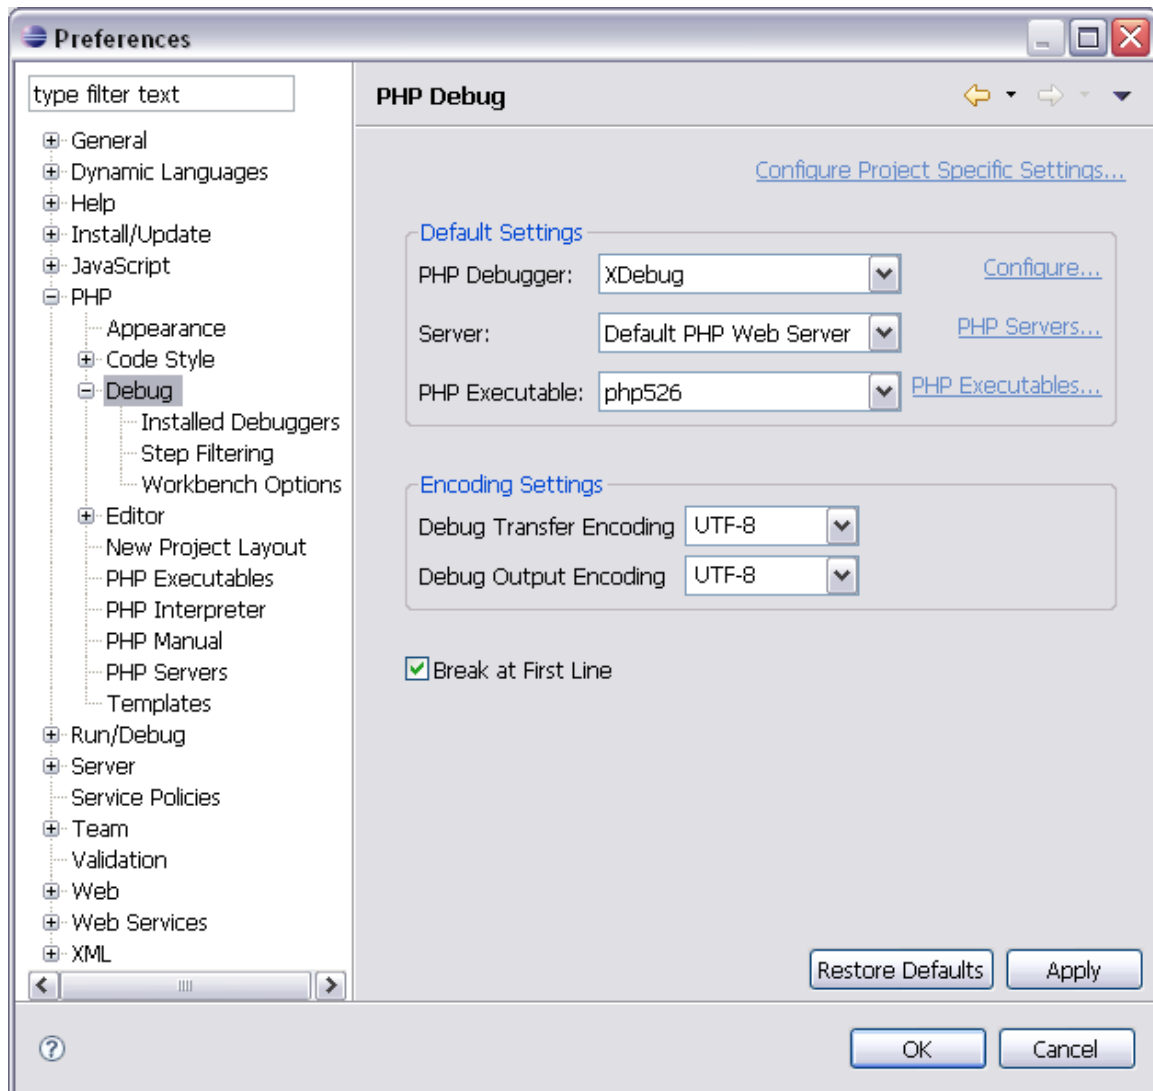 Preferences
type filter text
General
Dynamic Languages
Help
Install/Update
JavaScript
PHP
Appearance
Code Style
Debug
Installed Debuggers
Step Filtering
Workbench Options
Editor
New Project Layout
PHP Executables
PHP Interpreter
PHP Manual
PHP Servers
Templates
Run/Debug
Server
Service Policies
Team
Validation
Web
Web Services
XML
PHP Debug
Configure Project Specific Settings...
Default Settings
PHP Debugger: XDebug Configure...
Server: Default PHP Web Server PHP Servers...
PHP Executable: php526 PHP Executables...
Encoding Settings
Debug Transfer Encoding UTF-8
Debug Output Encoding UTF-8
Break at First Line
Restore Defaults Apply
OK Cancel